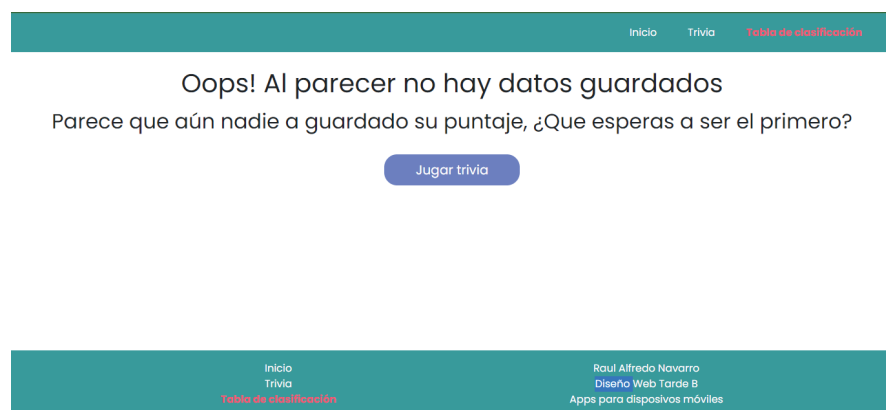 Inicio Trivia Tabla de clasificación
Oops! Al parecer no hay datos guardados
Parece que aún nadie a guardado su puntaje, ¿Que esperas a ser el primero?
Jugar trivia
Inicio
Trivia
Tabla de clasificación
Raul Alfredo Navarro
Diseño Web Tarde B
Apps para disposivos móviles